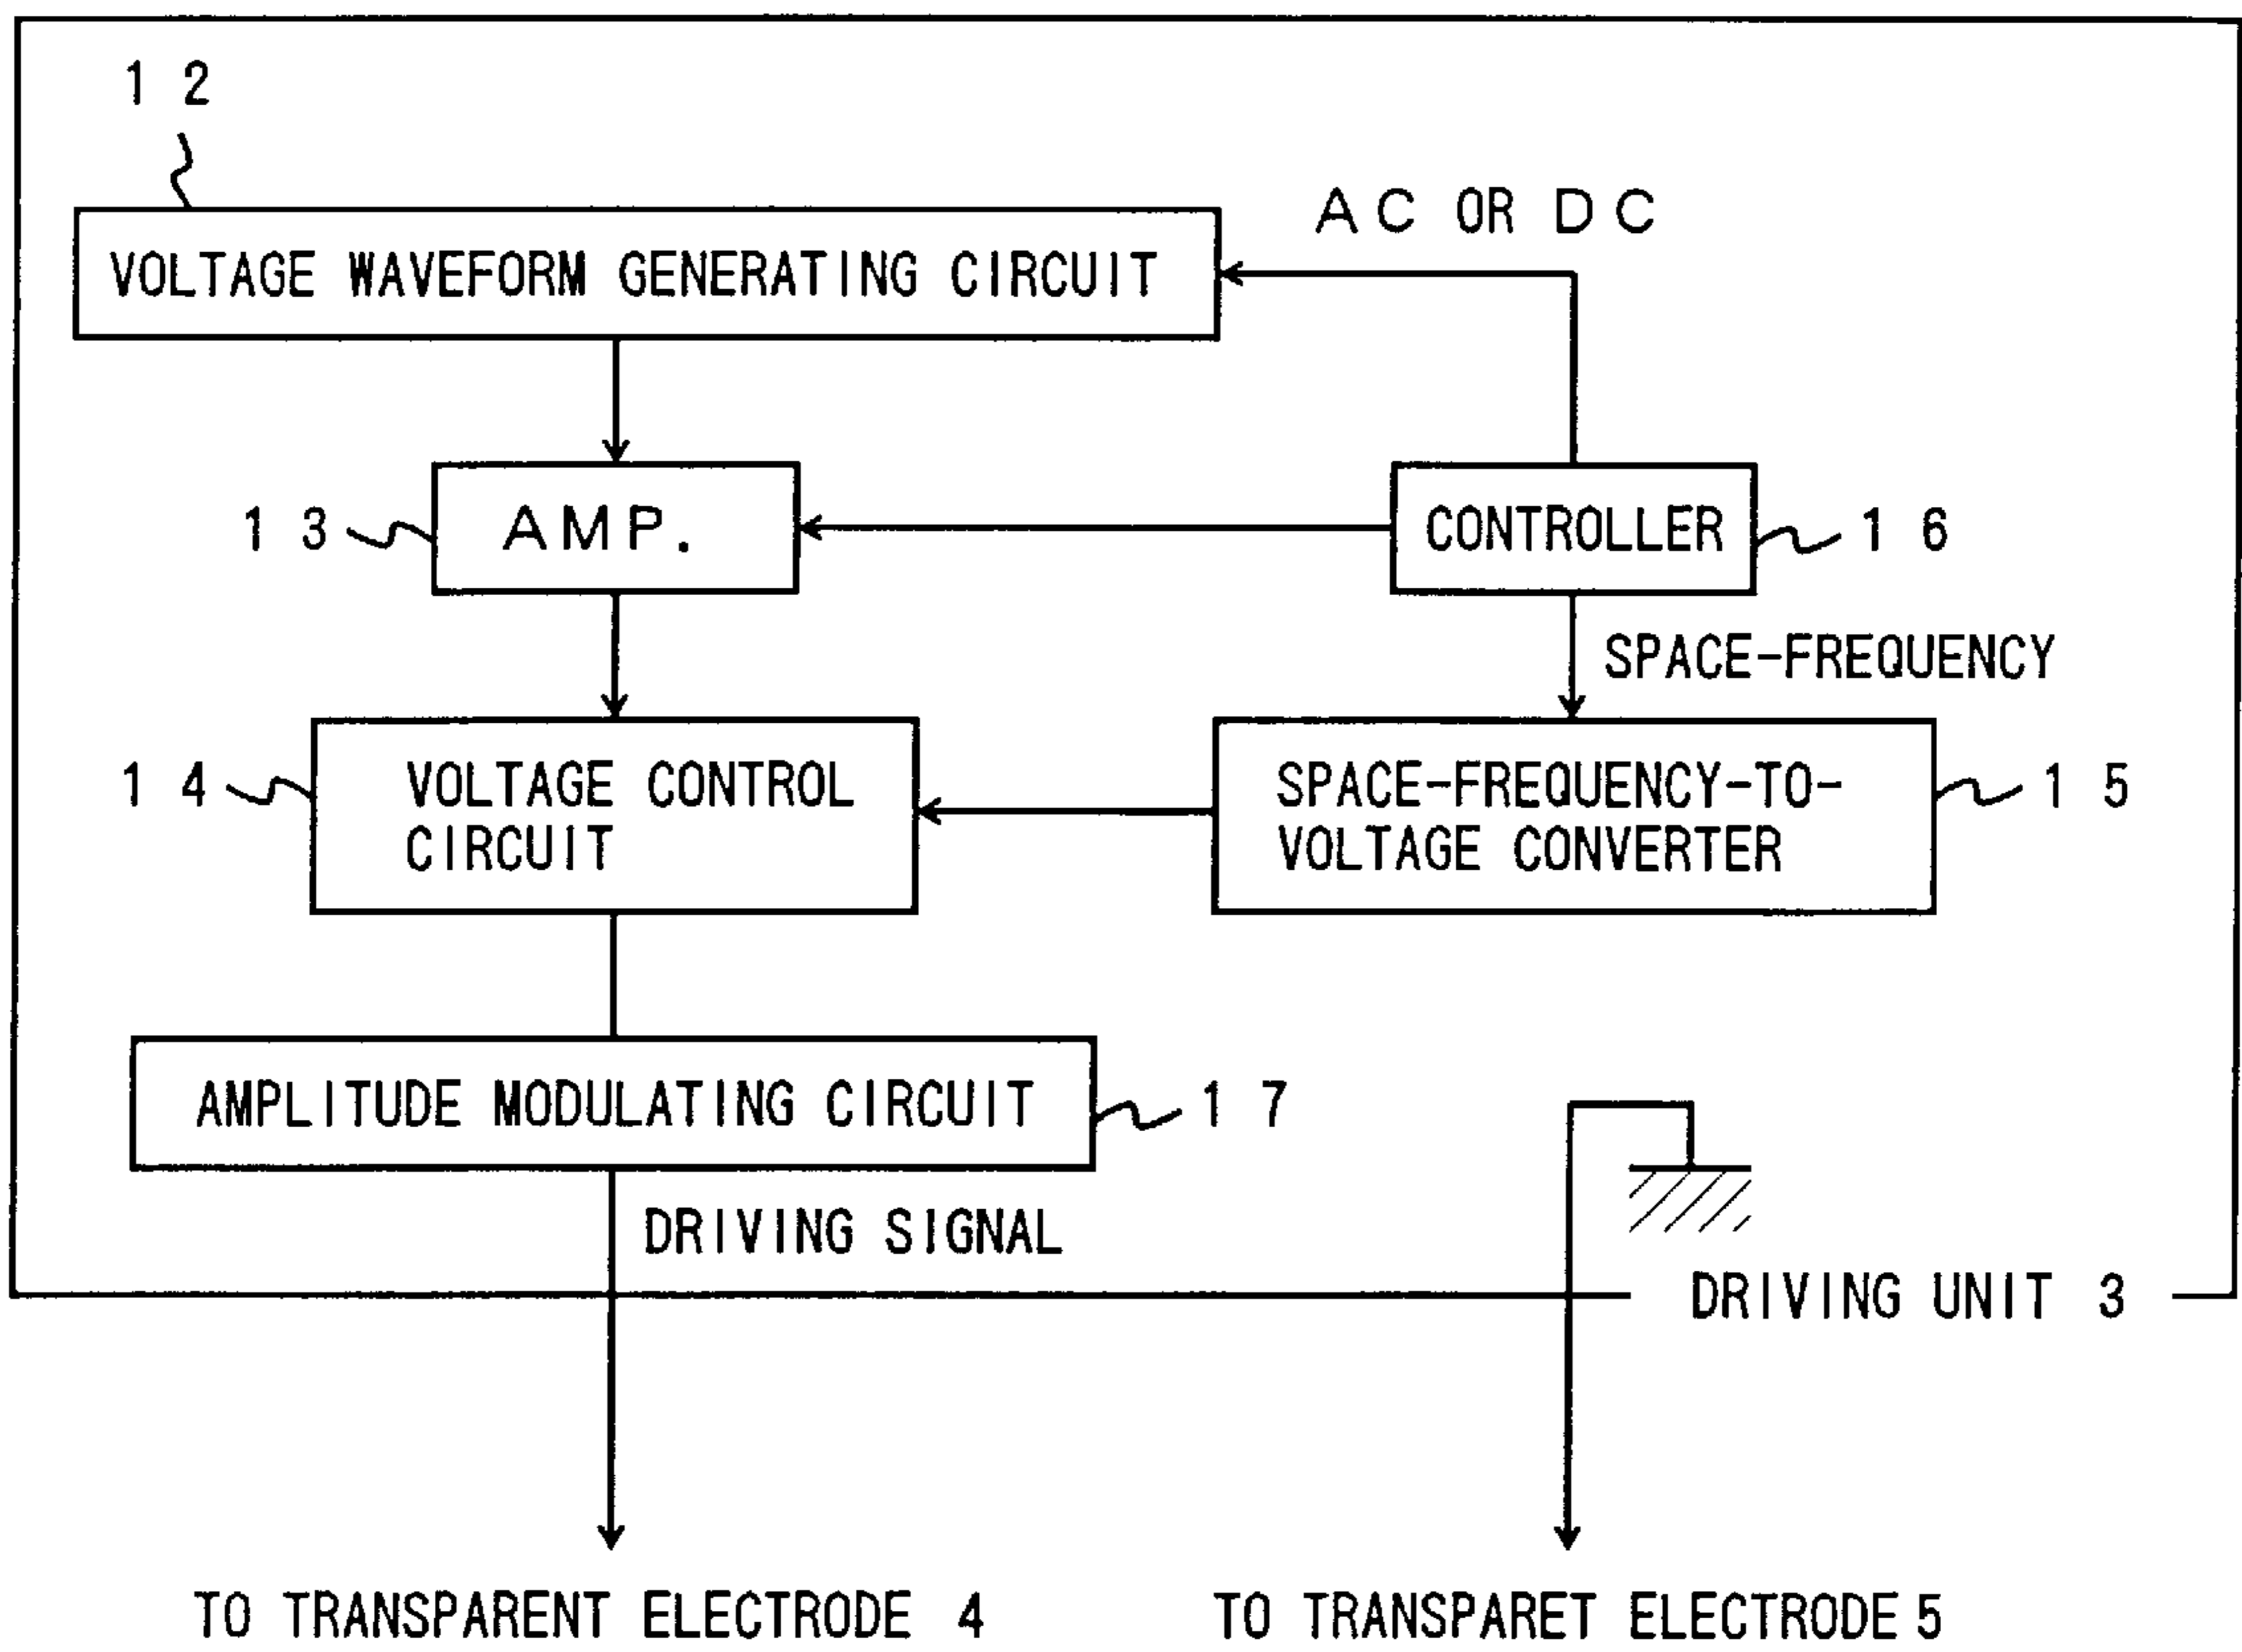 12
AC OR DC
VOLTAGE WAVEFORM GENERATING CIRCUIT
13
AMP.
CONTROLLER
16
SPACE-FREQUENCY
14
VOLTAGE CONTROL
CIRCUIT
SPACE-FREQUENCY-TO-
VOLTAGE CONVERTER
15
AMPLITUDE MODULATING CIRCUIT
17
DRIVING SIGNAL
DRIVING UNIT 3
TO TRANSPARENT ELECTRODE 4
TO TRANSPARET ELECTRODE 5